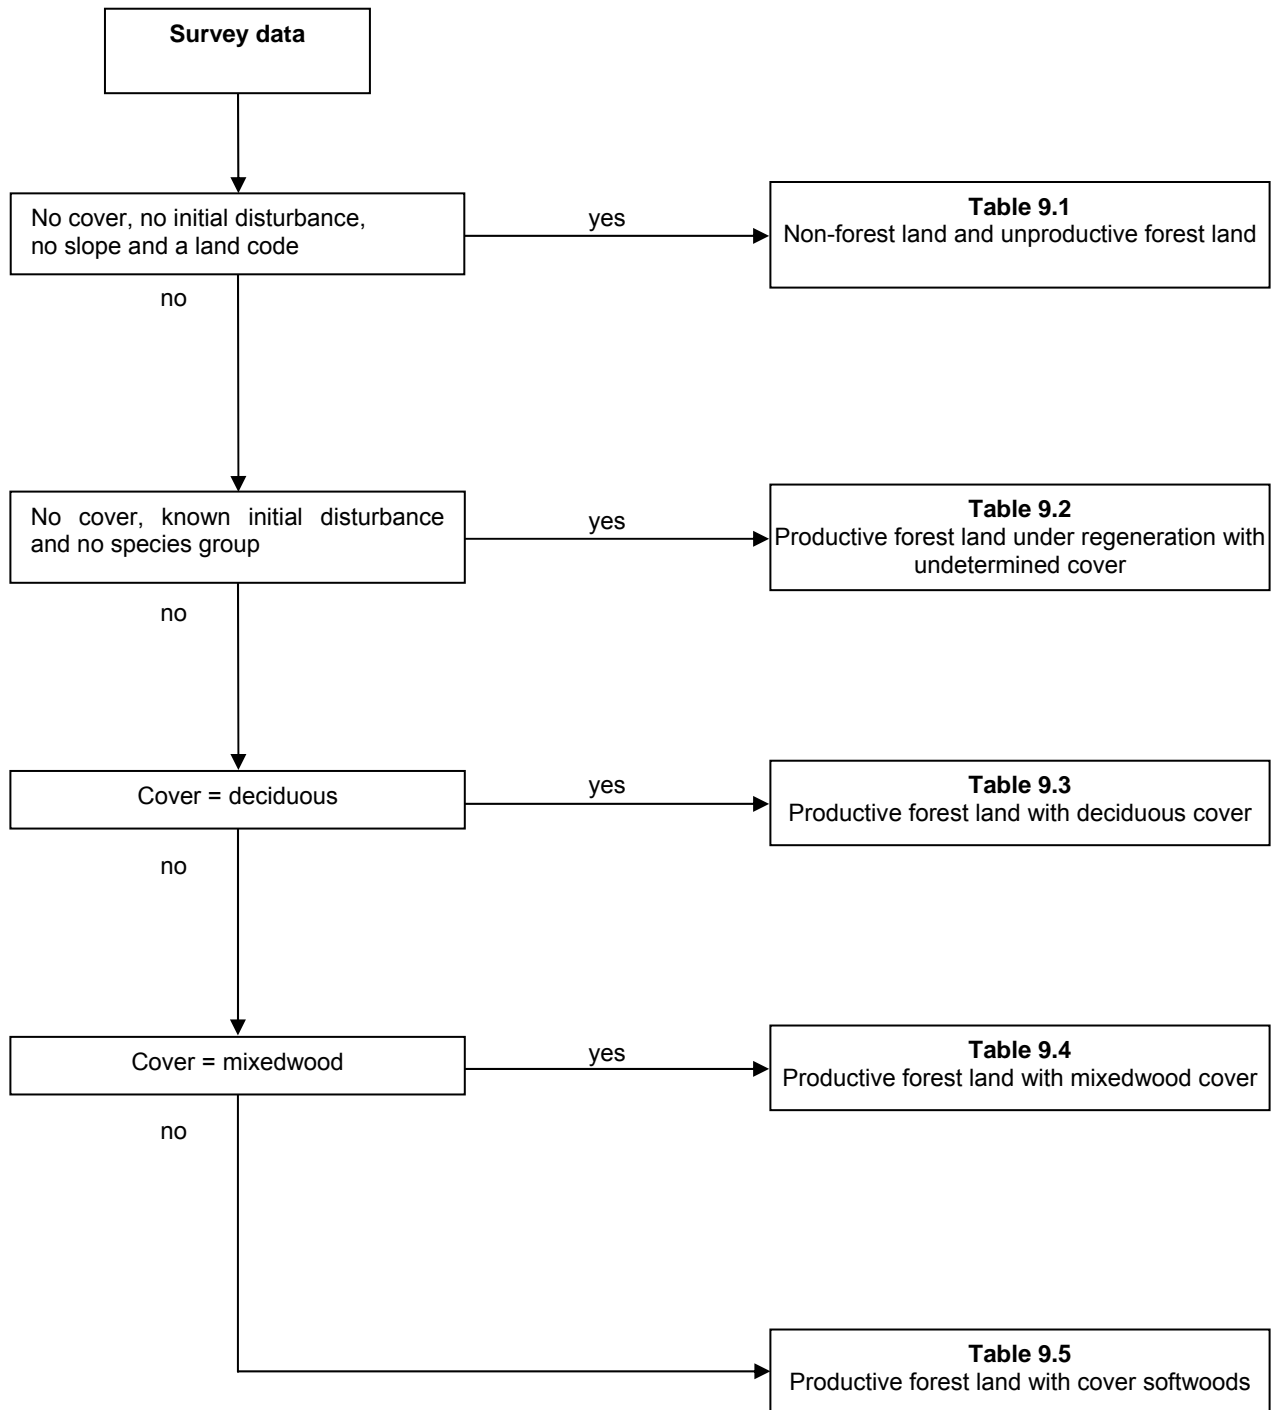 Survey data
No cover, no initial disturbance,
no slope and a land code
yes
Table 9.1
Non-forest land and unproductive forest land
no
No cover, known initial disturbance
and no species group
yes
Table 9.2
Productive forest land under regeneration with
undetermined cover
no
Cover = deciduous
yes
Table 9.3
Productive forest land with deciduous cover
no
Cover = mixedwood
yes
Table 9.4
Productive forest land with mixedwood cover
no
Table 9.5
Productive forest land with cover softwoods